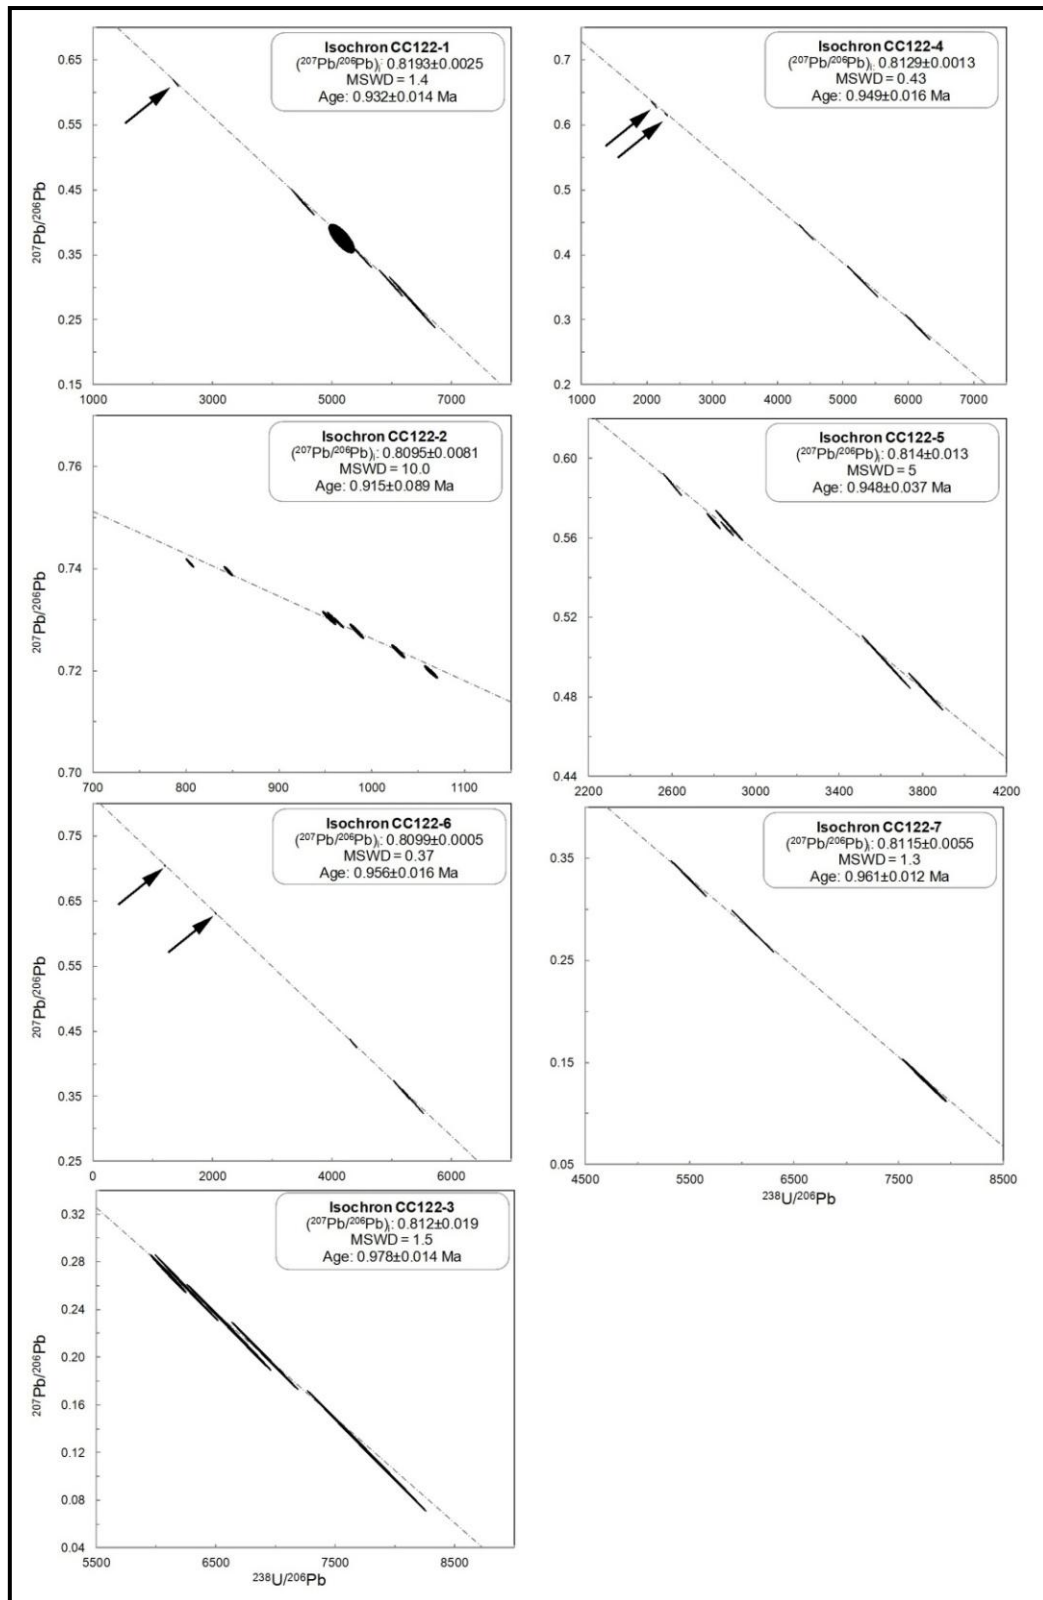 Isochron CC122-1
(²⁰⁷Pb/²⁰⁶Pb)ᵢ: 0.8193±0.0025
MSWD = 1.4
Age: 0.932±0.014 Ma
0.65
0.55
0.45
0.35
0.25
0.15
²⁰⁷Pb/²⁰⁶Pb
1000 3000 5000 7000
Isochron CC122-4
(²⁰⁷Pb/²⁰⁶Pb)ᵢ: 0.8129±0.0013
MSWD = 0.43
Age: 0.949±0.016 Ma
0.7
0.6
0.5
0.4
0.3
0.2
1000 2000 3000 4000 5000 6000 7000
Isochron CC122-2
(²⁰⁷Pb/²⁰⁶Pb)ᵢ: 0.8095±0.0081
MSWD = 10.0
Age: 0.915±0.089 Ma
0.76
0.74
0.72
0.70
²⁰⁷Pb/²⁰⁶Pb
700 800 900 1000 1100
Isochron CC122-5
(²⁰⁷Pb/²⁰⁶Pb)ᵢ: 0.814±0.013
MSWD = 5
Age: 0.948±0.037 Ma
0.60
0.56
0.52
0.48
0.44
2200 2600 3000 3400 3800 4200
Isochron CC122-6
(²⁰⁷Pb/²⁰⁶Pb)ᵢ: 0.8099±0.0005
MSWD = 0.37
Age: 0.956±0.016 Ma
0.75
0.65
0.55
0.45
0.35
0.25
²⁰⁷Pb/²⁰⁶Pb
0 2000 4000 6000
Isochron CC122-7
(²⁰⁷Pb/²⁰⁶Pb)ᵢ: 0.8115±0.0055
MSWD = 1.3
Age: 0.961±0.012 Ma
0.35
0.25
0.15
0.05
4500 5500 6500 7500 8500
²³⁸U/²⁰⁶Pb
Isochron CC122-3
(²⁰⁷Pb/²⁰⁶Pb)ᵢ: 0.812±0.019
MSWD = 1.5
Age: 0.978±0.014 Ma
0.32
0.28
0.24
0.20
0.16
0.12
0.08
0.04
²⁰⁷Pb/²⁰⁶Pb
5500 6500 7500 8500
²³⁸U/²⁰⁶Pb